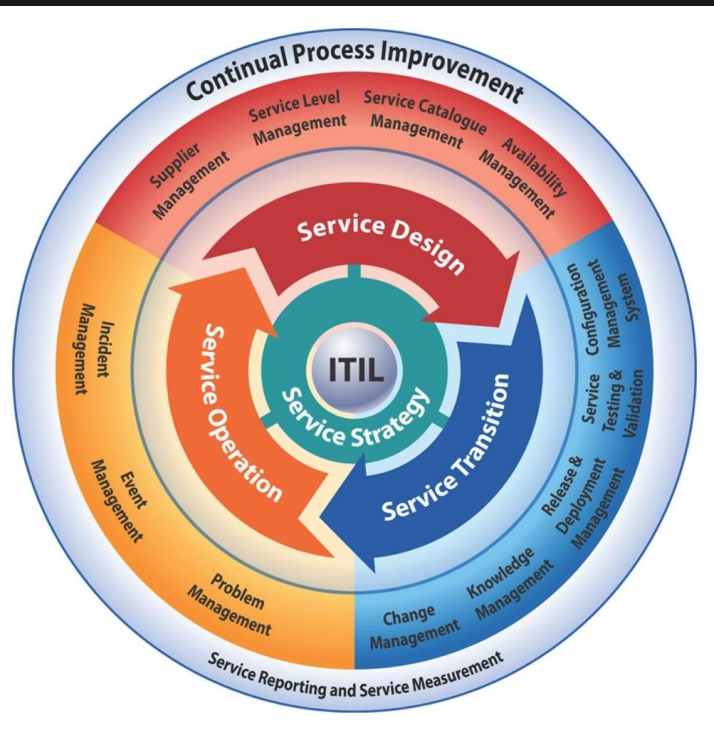 Continual Process Improvement
Supplier
Management
Service Level
Management
Service Catalogue
Management
Availability
Management
Service Design
Configuration
Management
System
Service
Testing &
Validation
Release &
Deployment
Management
Knowledge
Management
Change
Management
Service Transition
Problem
Management
Event
Management
Incident
Management
Service Operation
ITIL
Service Strategy
Service Reporting and Service Measurement